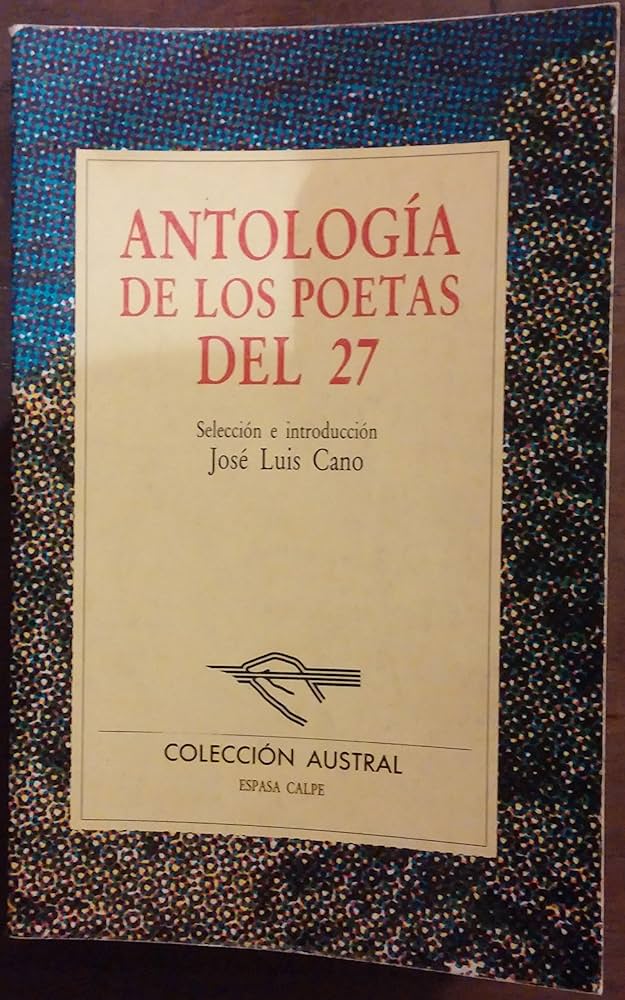 ANTOLOGÍA
DE LOS POETAS
DEL 27
Selección e introducción
José Luis Cano
COLECCIÓN AUSTRAL
ESPASA CALPE